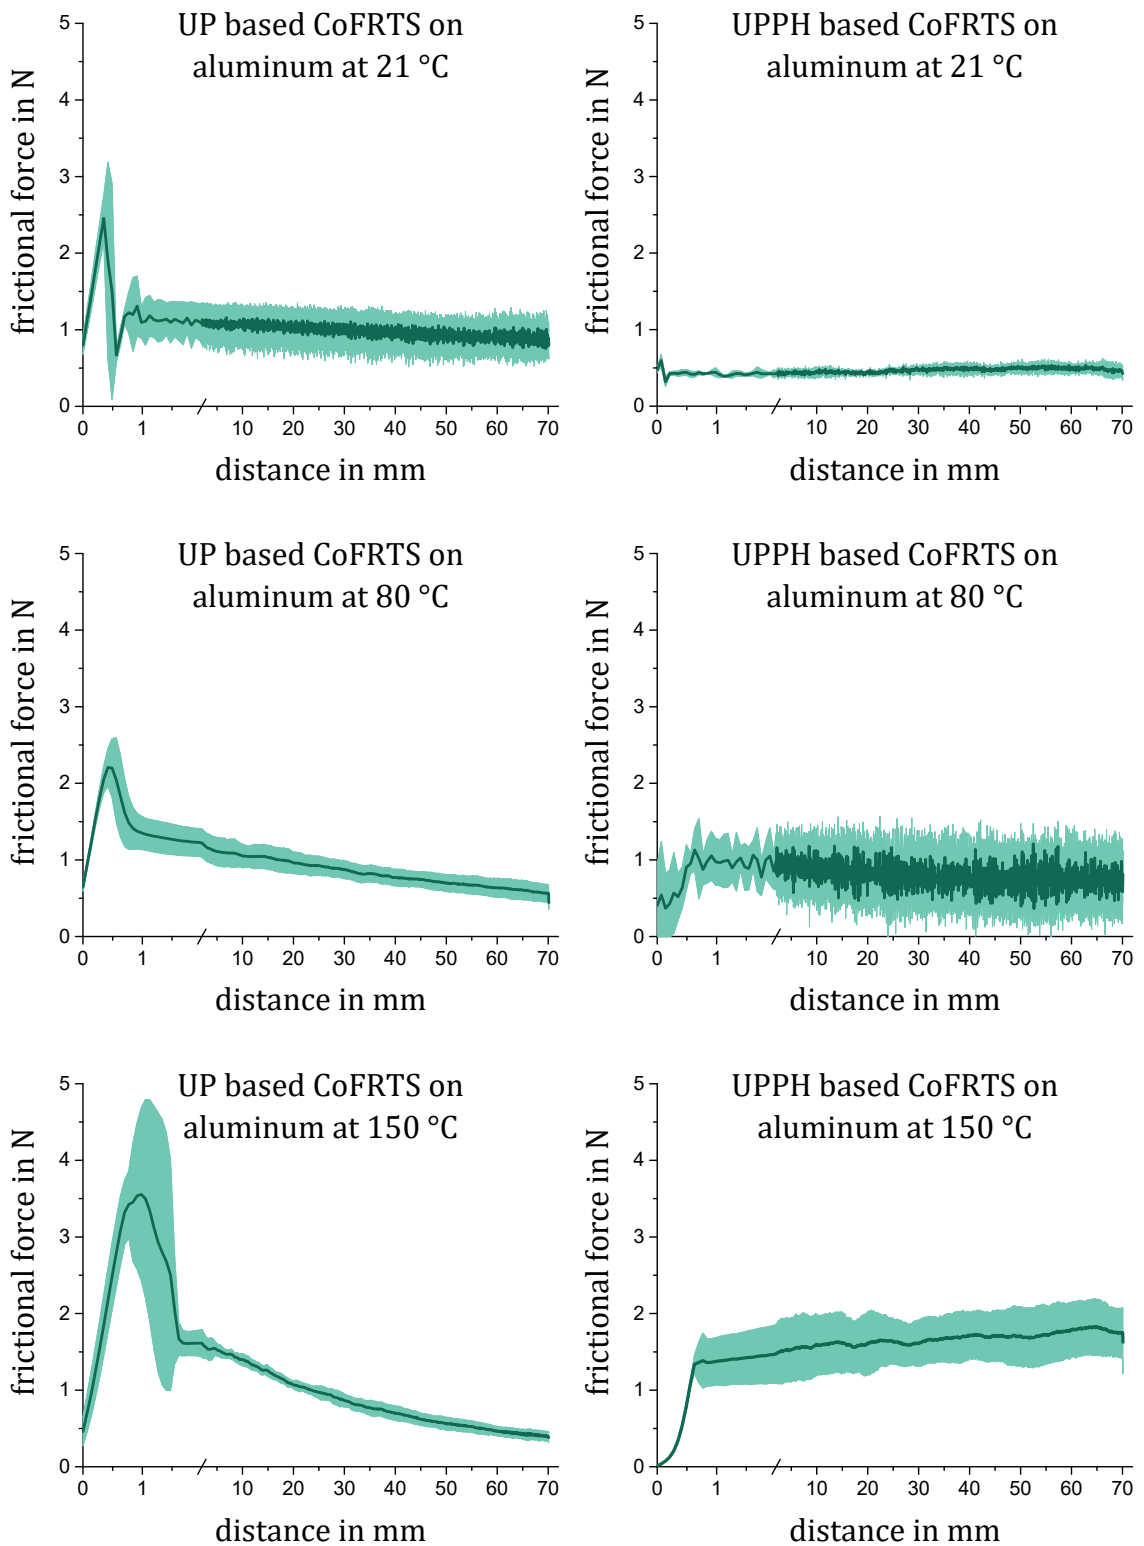 UP based CoFRTS on
aluminum at 21 °C
frictional force in N
5
4
3
2
1
0
0 1 10 20 30 40 50 60 70
distance in mm
UPPH based CoFRTS on
aluminum at 21 °C
frictional force in N
5
4
3
2
1
0
0 1 10 20 30 40 50 60 70
distance in mm
UP based CoFRTS on
aluminum at 80 °C
frictional force in N
5
4
3
2
1
0
0 1 10 20 30 40 50 60 70
distance in mm
UPPH based CoFRTS on
aluminum at 80 °C
frictional force in N
5
4
3
2
1
0
0 1 10 20 30 40 50 60 70
distance in mm
UP based CoFRTS on
aluminum at 150 °C
frictional force in N
5
4
3
2
1
0
0 1 10 20 30 40 50 60 70
distance in mm
UPPH based CoFRTS on
aluminum at 150 °C
frictional force in N
5
4
3
2
1
0
0 1 10 20 30 40 50 60 70
distance in mm